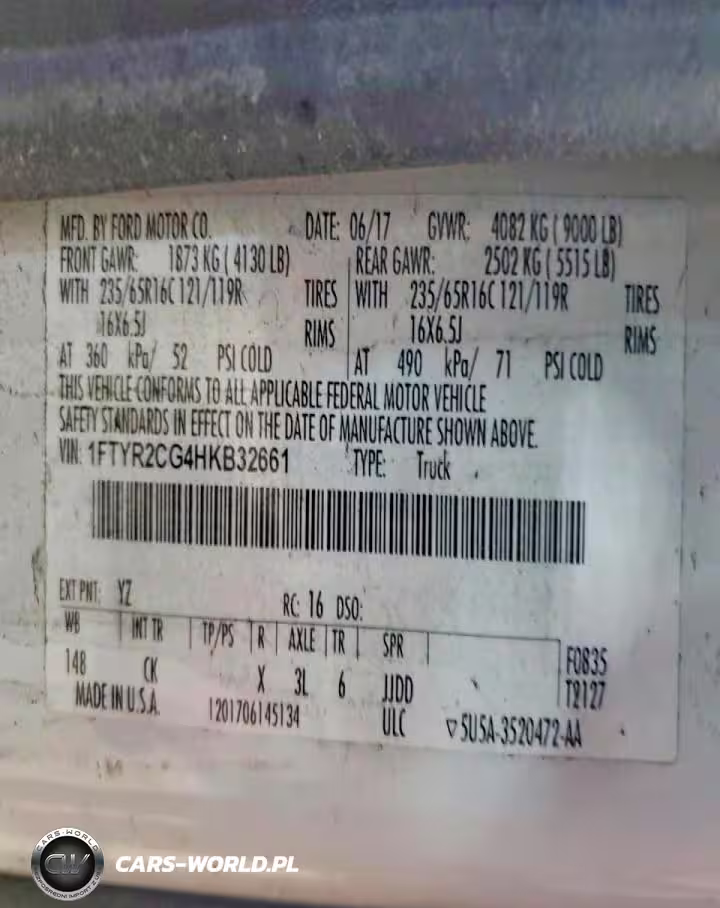 MFD. BY FORD MOTOR CO. DATE: 06/17 GVWR: 4082 KG ( 9000 LB)
FRONT GAWR: 1873 KG ( 4130 LB) REAR GAWR: 2502 KG ( 5515 LB)
WITH 235/65R16C 121/119R TIRES WITH 235/65R16C 121/119R TIRES
16X6.5J RIMS 16X6.5J RIMS
AT 360 kPa/ 52 PSI COLD AT 490 kPa/ 71 PSI COLD
THIS VEHICLE CONFORMS TO ALL APPLICABLE FEDERAL MOTOR VEHICLE
SAFETY STANDARDS IN EFFECT ON THE DATE OF MANUFACTURE SHOWN ABOVE.
VIN: 1FTYR2CG4HKB32661 TYPE: Truck
EXT PNT: YZ RC: 16 DSO:
WB INT TR TP/PS R AXLE TR SPR
148 CK X 3L 6 JJDD F0835
T2127
MADE IN U.S.A. 1201706145134 ULC ▽5U5A-3520472-AA
CARS-WORLD
CW
CARS-WORLD.PL